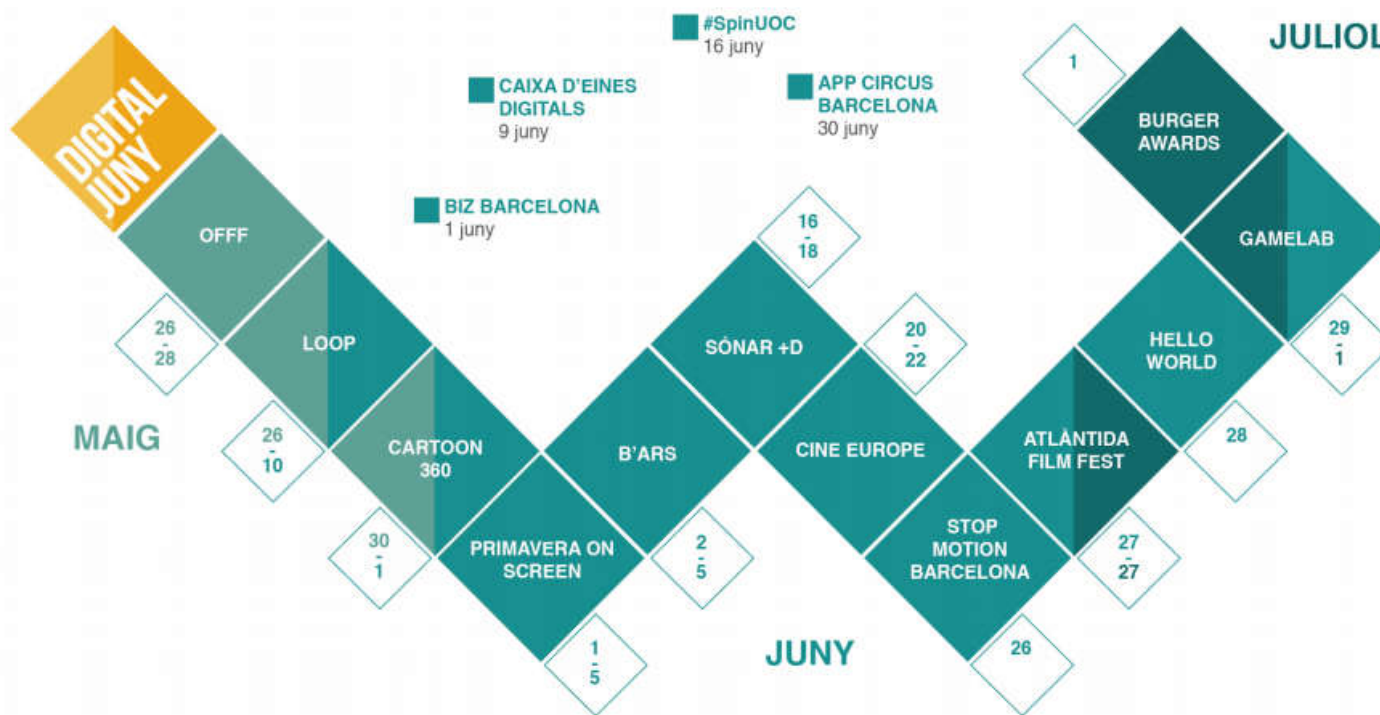 DIGITAL
JUNY
OFFF
26
-
28
MAIG
LOOP
26
-
10
CARTOON
360
30
-
1
PRIMAVERA ON
SCREEN
1
-
5
B'ARS
2
-
5
SÓNAR +D
16
-
18
CINE EUROPE
20
-
22
JUNY
STOP
MOTION
BARCELONA
26
ATLÀNTIDA
FILM FEST
27
-
27
HELLO
WORLD
28
GAMELAB
29
-
1
BURGER
AWARDS
1
JULIOL
BIZ BARCELONA
1 juny
CAIXA D'EINES
DIGITALS
9 juny
#SpinUOC
16 juny
APP CIRCUS
BARCELONA
30 juny